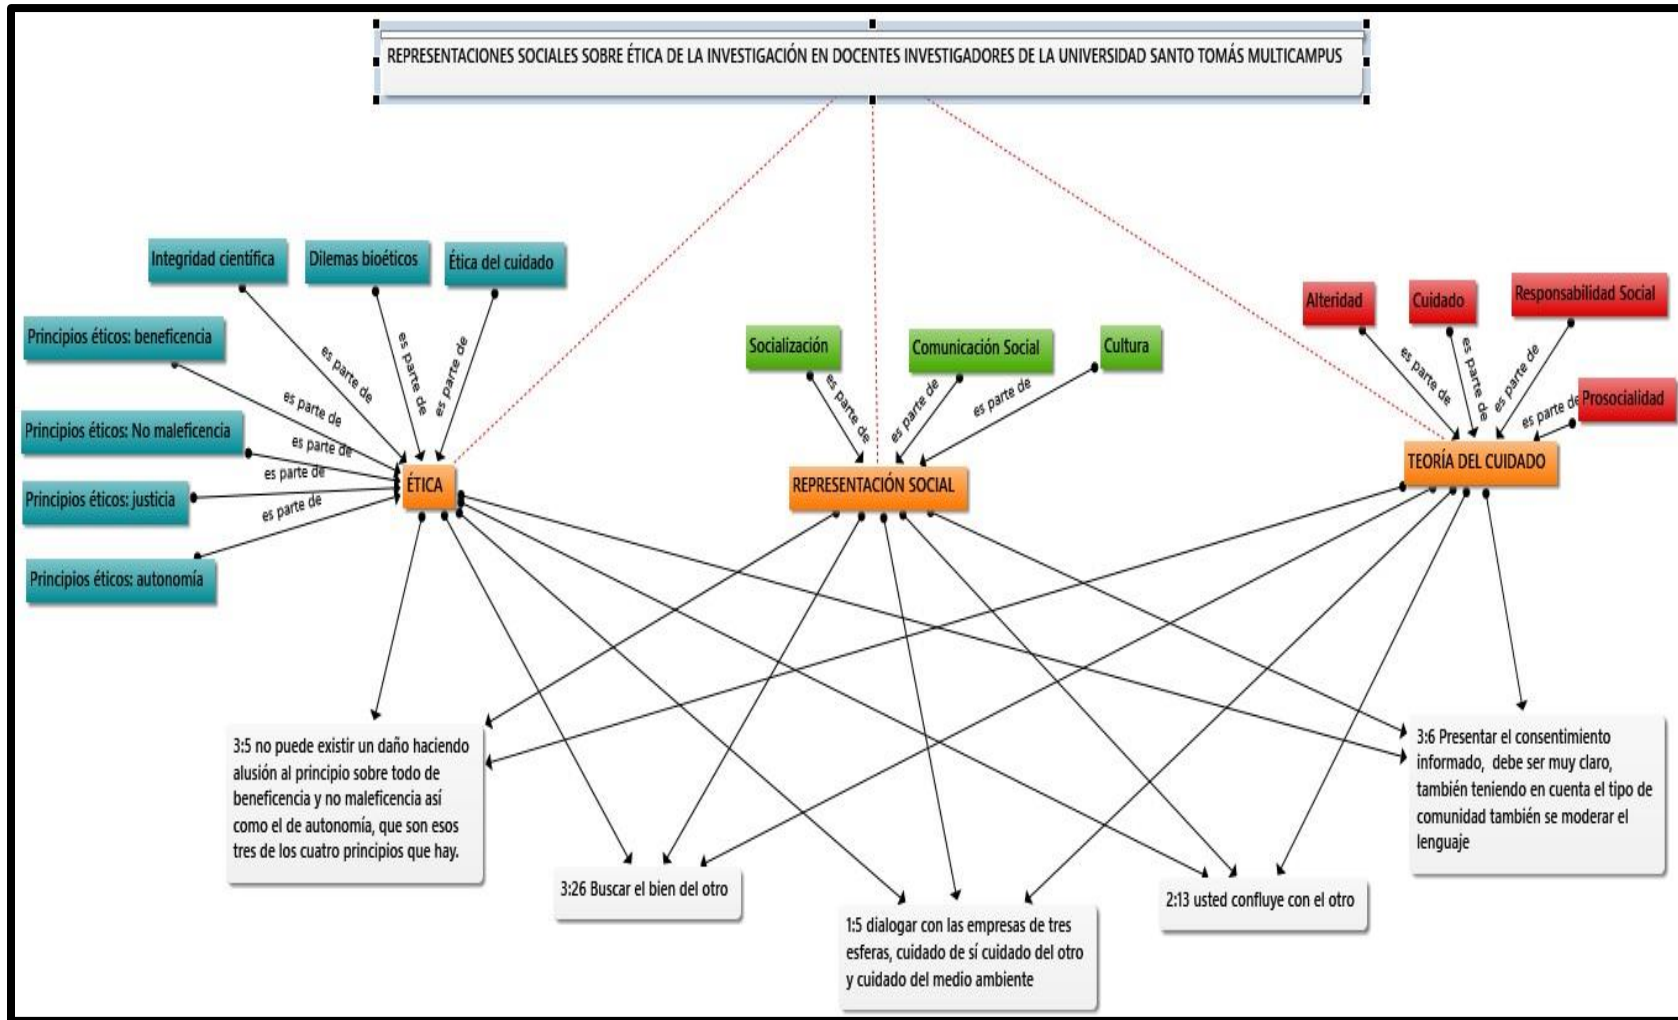 REPRESENTACIONES SOCIALES SOBRE ÉTICA DE LA INVESTIGACIÓN EN DOCENTES INVESTIGADORES DE LA UNIVERSIDAD SANTO TOMÁS MULTICAMPUS
Integridad científica
Dilemas bioéticos
Ética del cuidado
Principios éticos: beneficencia
Principios éticos: No maleficencia
Principios éticos: justicia
Principios éticos: autonomía
es parte de
es parte de
es parte de
es parte de
es parte de
es parte de
es parte de
ÉTICA
Socialización
Comunicación Social
Cultura
es parte de
es parte de
es parte de
REPRESENTACIÓN SOCIAL
Alteridad
Cuidado
Responsabilidad Social
Prosocialidad
es parte de
es parte de
es parte de
es parte de
TEORÍA DEL CUIDADO
3:5 no puede existir un daño haciendo
alusión al principio sobre todo de
beneficencia y no maleficencia así
como el de autonomía, que son esos
tres de los cuatro principios que hay.
3:26 Buscar el bien del otro
1:5 dialogar con las empresas de tres
esferas, cuidado de sí cuidado del otro
y cuidado del medio ambiente
2:13 usted confluye con el otro
3:6 Presentar el consentimiento
informado, debe ser muy claro,
también teniendo en cuenta el tipo de
comunidad también se moderar el
lenguaje